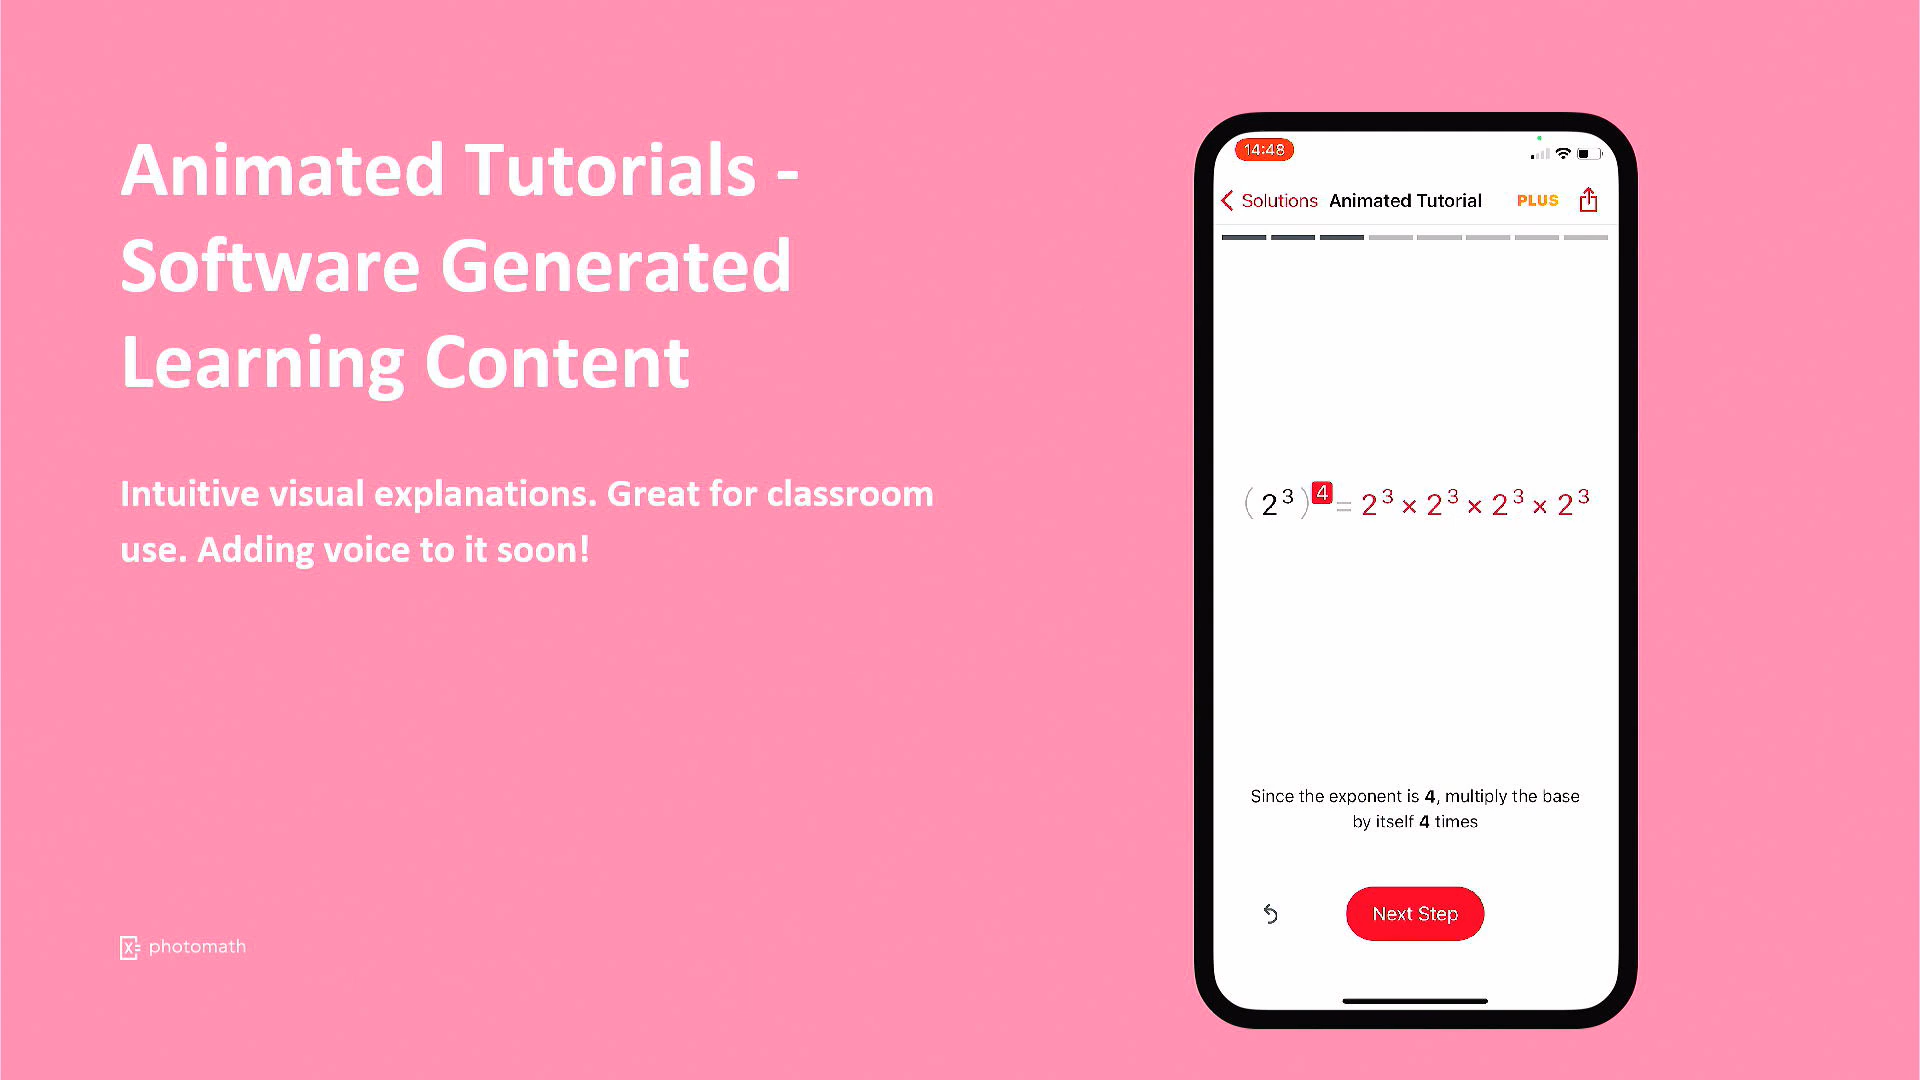 Animated Tutorials -
Software Generated
Learning Content
Intuitive visual explanations. Great for classroom
use. Adding voice to it soon!
photomath
14:48
Solutions Animated Tutorial PLUS
(2³)⁴ = 2³ × 2³ × 2³ × 2³
Since the exponent is 4, multiply the base
by itself 4 times
Next Step